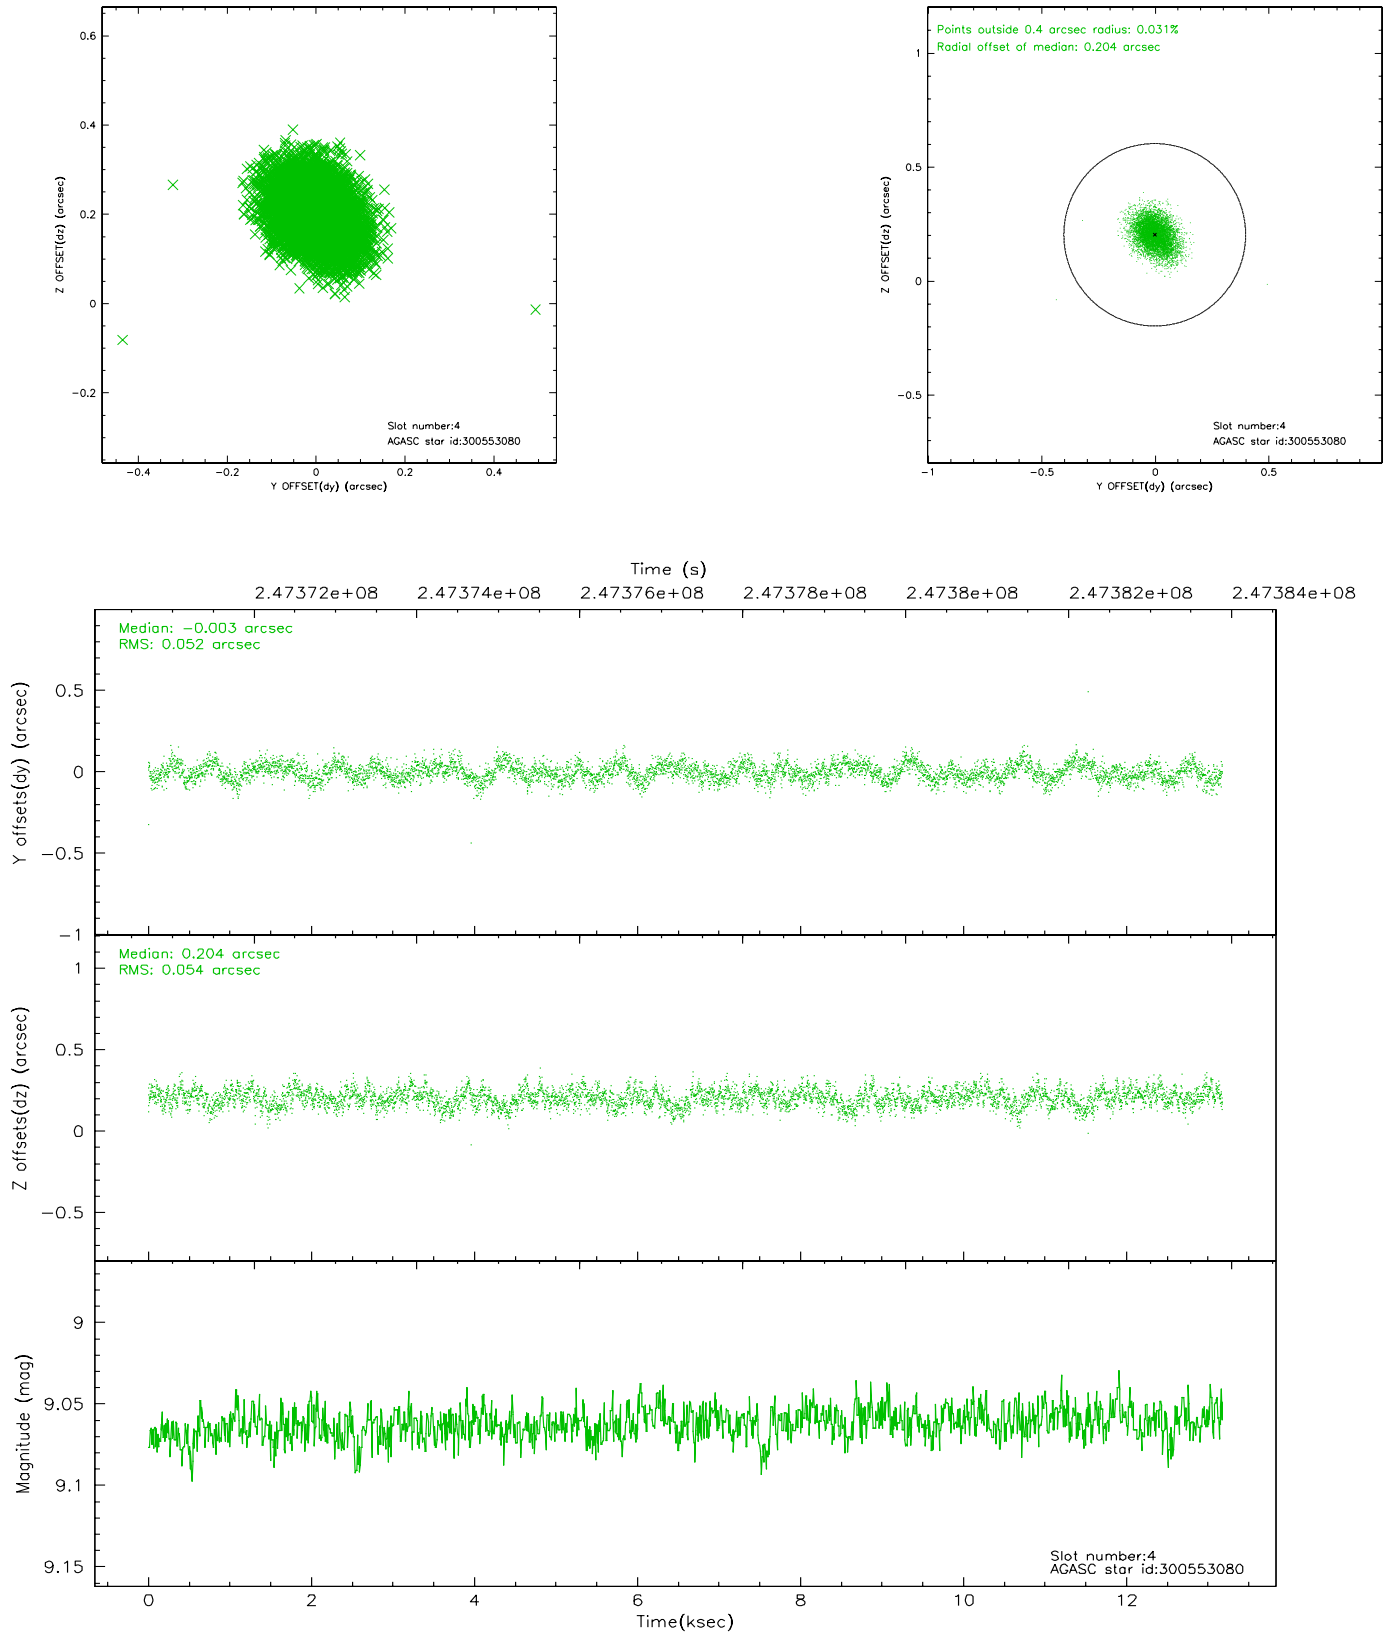 0.6
0.4
0.2
0
−0.2
Z OFFSET(dz) (arcsec)
−0.4
−0.2
0
0.2
0.4
Y OFFSET(dy) (arcsec)
Slot number:4
AGASC star id:300553080
Points outside 0.4 arcsec radius: 0.031%
Radial offset of median: 0.204 arcsec
1
0.5
0
−0.5
Z OFFSET(dz) (arcsec)
−1
−0.5
0
0.5
Y OFFSET(dy) (arcsec)
Slot number:4
AGASC star id:300553080
Time (s)
2.47372e+08 2.47374e+08 2.47376e+08 2.47378e+08 2.4738e+08 2.47382e+08 2.47384e+08
Median: −0.003 arcsec
RMS: 0.052 arcsec
0.5
0
−0.5
−1
Y offsets(dy) (arcsec)
Median: 0.204 arcsec
RMS: 0.054 arcsec
1
0.5
0
−0.5
Z offsets(dz) (arcsec)
9
9.05
9.1
9.15
Magnitude (mag)
Slot number:4
AGASC star id:300553080
0 2 4 6 8 10 12
Time(ksec)